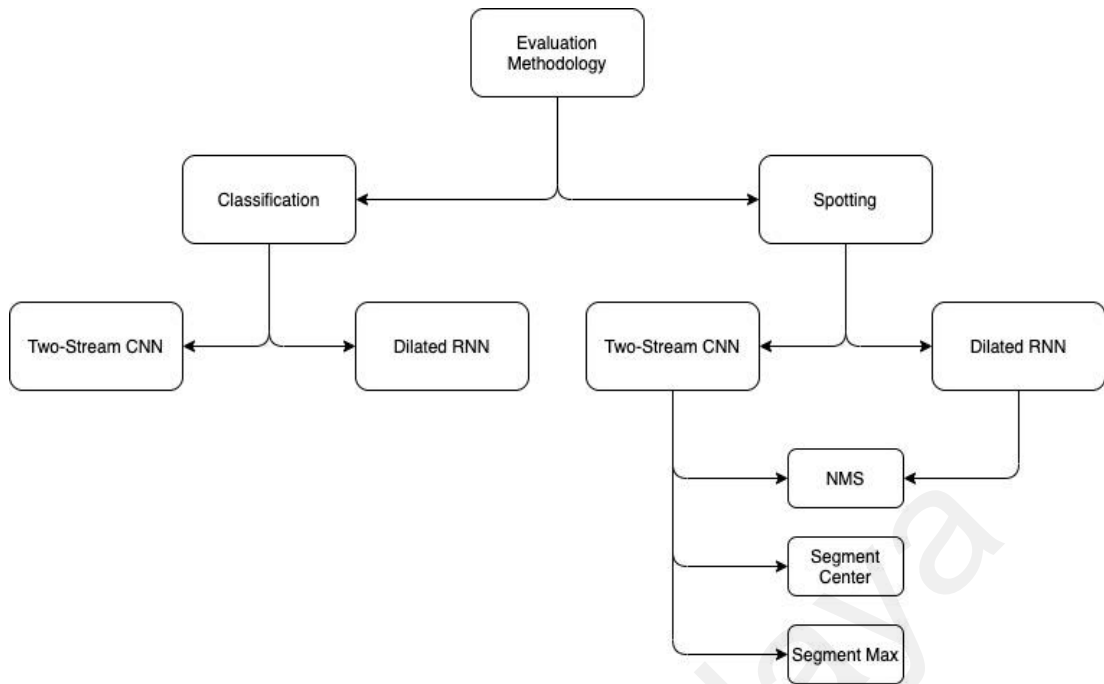 Evaluation
Methodology
Classification
Spotting
Two-Stream CNN
Dilated RNN
Two-Stream CNN
Dilated RNN
NMS
Segment
Center
Segment Max